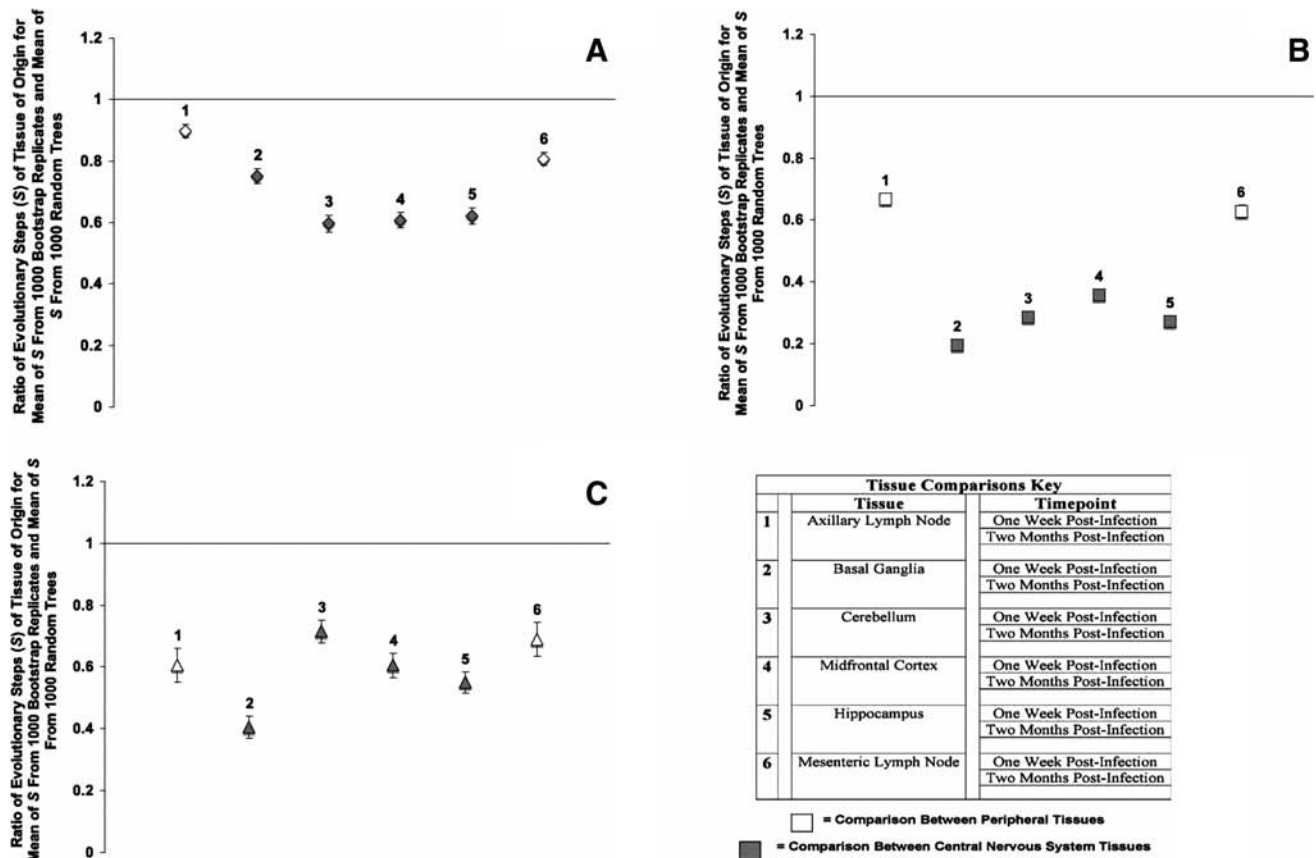 Ratio of Evolutionary Steps (S) of Tissue of Origin for
Mean of S From 1000 Bootstrap Replicates and Mean of
S From 1000 Random Trees
1.2
1
0.8
0.6
0.4
0.2
0
A
1
2
3
4
5
6
Ratio of Evolutionary Steps (S) of Tissue of Origin for
Mean of S From 1000 Bootstrap Replicates and Mean of S
From 1000 Random Trees
1.2
1
0.8
0.6
0.4
0.2
0
B
1
2
3
4
5
6
Ratio of Evolutionary Steps (S) of Tissue of Origin for
Mean of S From 1000 Bootstrap Replicates and Mean of S
From 1000 Random Trees
1.2
1
0.8
0.6
0.4
0.2
0
C
1
2
3
4
5
6
Tissue Comparisons Key
Tissue Timepoint
1 Axillary Lymph Node One Week Post-Infection
Two Months Post-Infection
2 Basal Ganglia One Week Post-Infection
Two Months Post-Infection
3 Cerebellum One Week Post-Infection
Two Months Post-Infection
4 Midfrontal Cortex One Week Post-Infection
Two Months Post-Infection
5 Hippocampus One Week Post-Infection
Two Months Post-Infection
6 Mesenteric Lymph Node One Week Post-Infection
Two Months Post-Infection
= Comparison Between Peripheral Tissues
= Comparison Between Central Nervous System Tissues